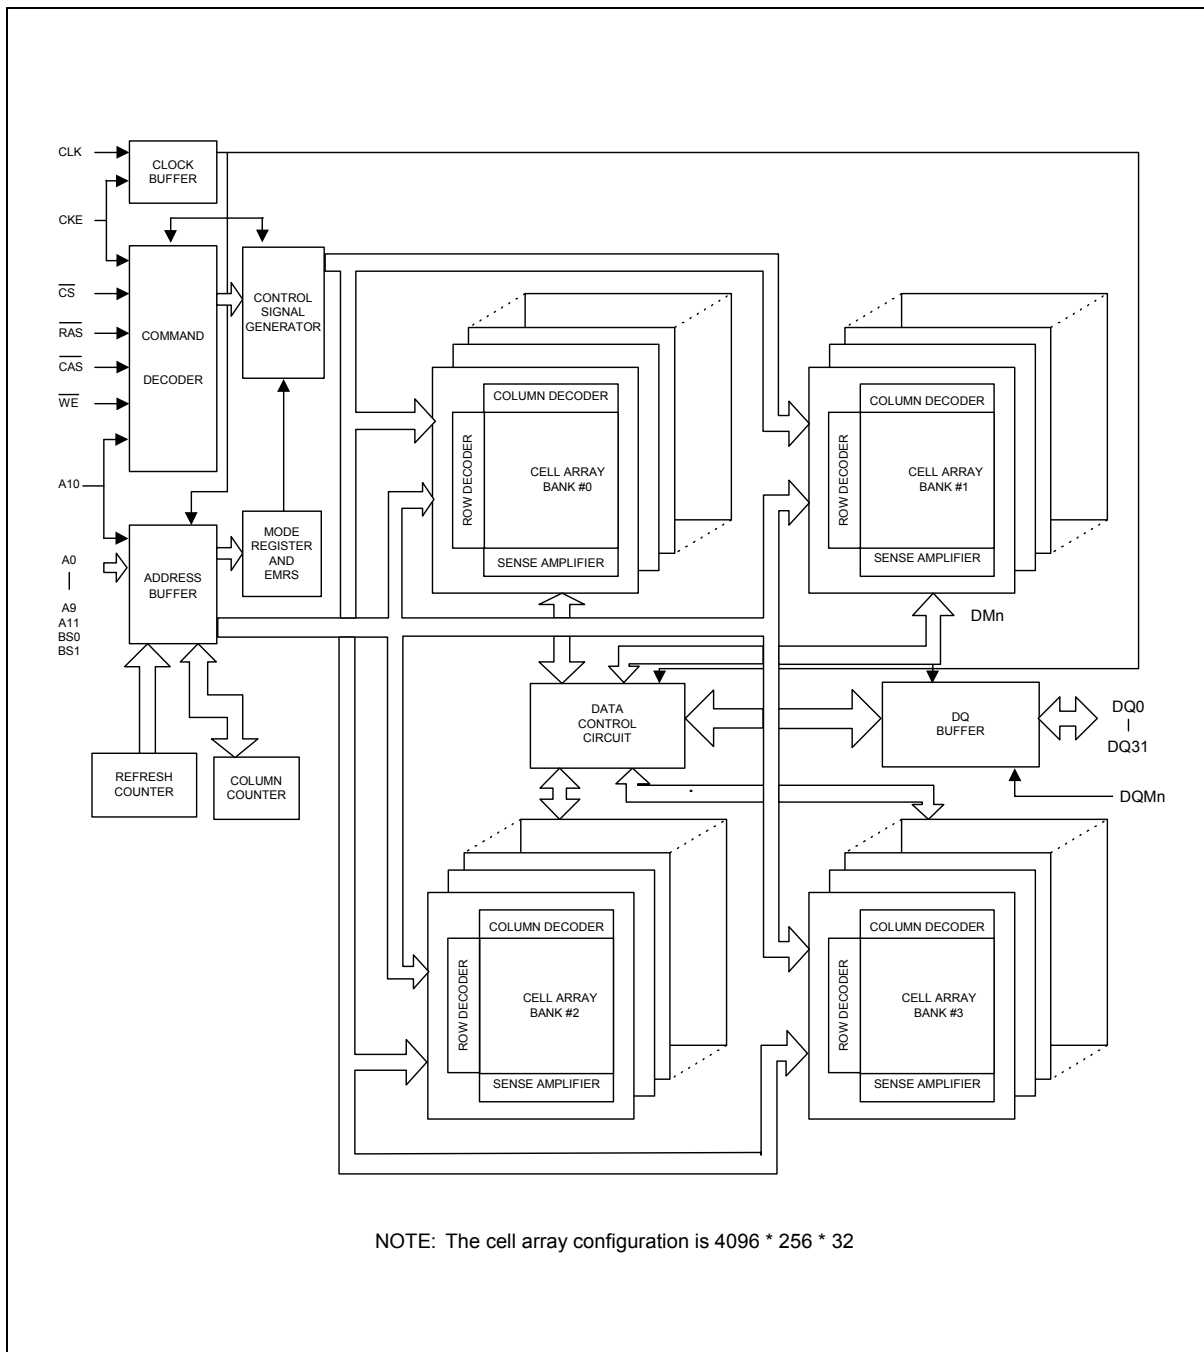 CLK
CLOCK
BUFFER
CKE
CS
RAS
CAS
WE
COMMAND
DECODER
CONTROL
SIGNAL
GENERATOR
A10
A0
A9
A11
BS0
BS1
ADDRESS
BUFFER
MODE
REGISTER
AND
EMRS
REFRESH
COUNTER
COLUMN
COUNTER
COLUMN DECODER
ROW DECODER
CELL ARRAY
BANK #0
SENSE AMPLIFIER
COLUMN DECODER
ROW DECODER
CELL ARRAY
BANK #1
SENSE AMPLIFIER
DMn
DATA
CONTROL
CIRCUIT
DQ
BUFFER
DQ0
DQ31
DQMn
COLUMN DECODER
ROW DECODER
CELL ARRAY
BANK #2
SENSE AMPLIFIER
COLUMN DECODER
ROW DECODER
CELL ARRAY
BANK #3
SENSE AMPLIFIER
NOTE: The cell array configuration is 4096 * 256 * 32